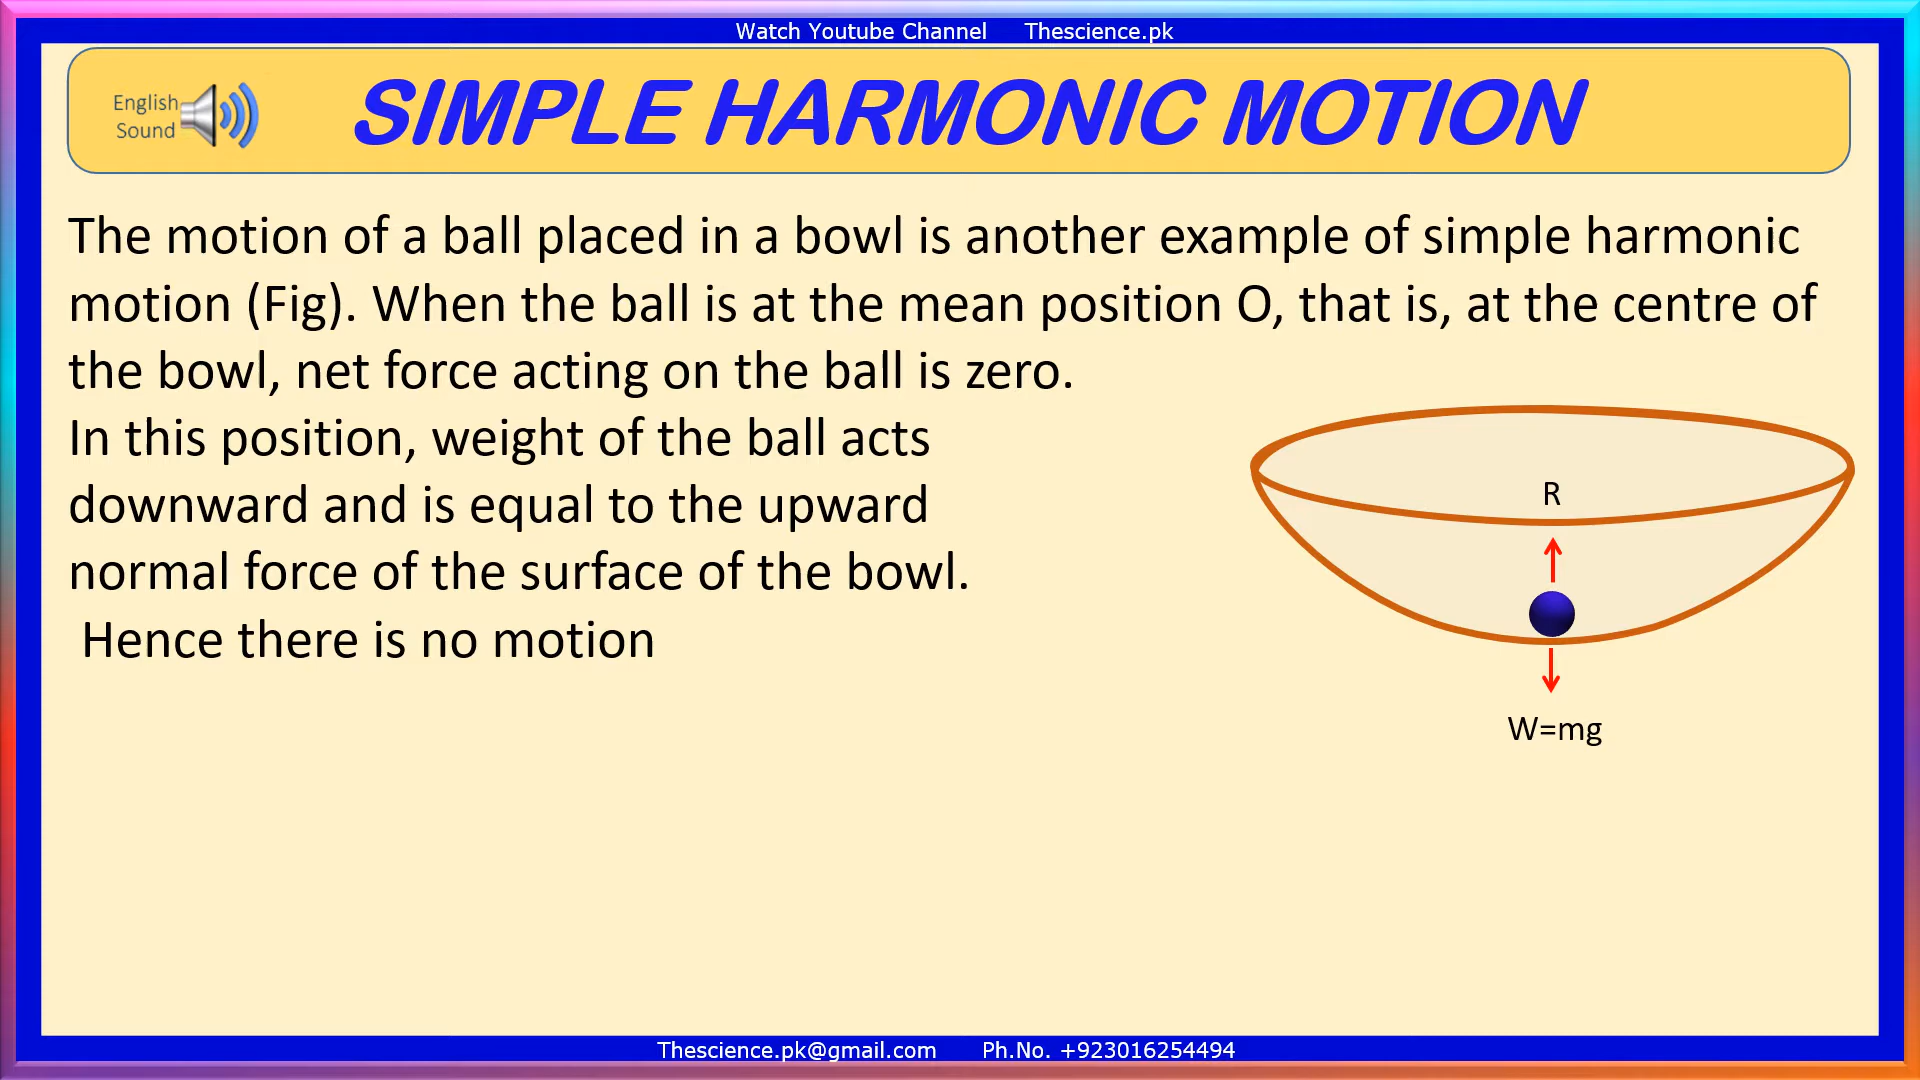 Watch Youtube Channel Thescience.pk
English
Sound
SIMPLE HARMONIC MOTION
The motion of a ball placed in a bowl is another example of simple harmonic
motion (Fig). When the ball is at the mean position O, that is, at the centre of
the bowl, net force acting on the ball is zero.
In this position, weight of the ball acts
downward and is equal to the upward
normal force of the surface of the bowl.
Hence there is no motion
R
W=mg
Thescience.pk@gmail.com Ph.No. +923016254494